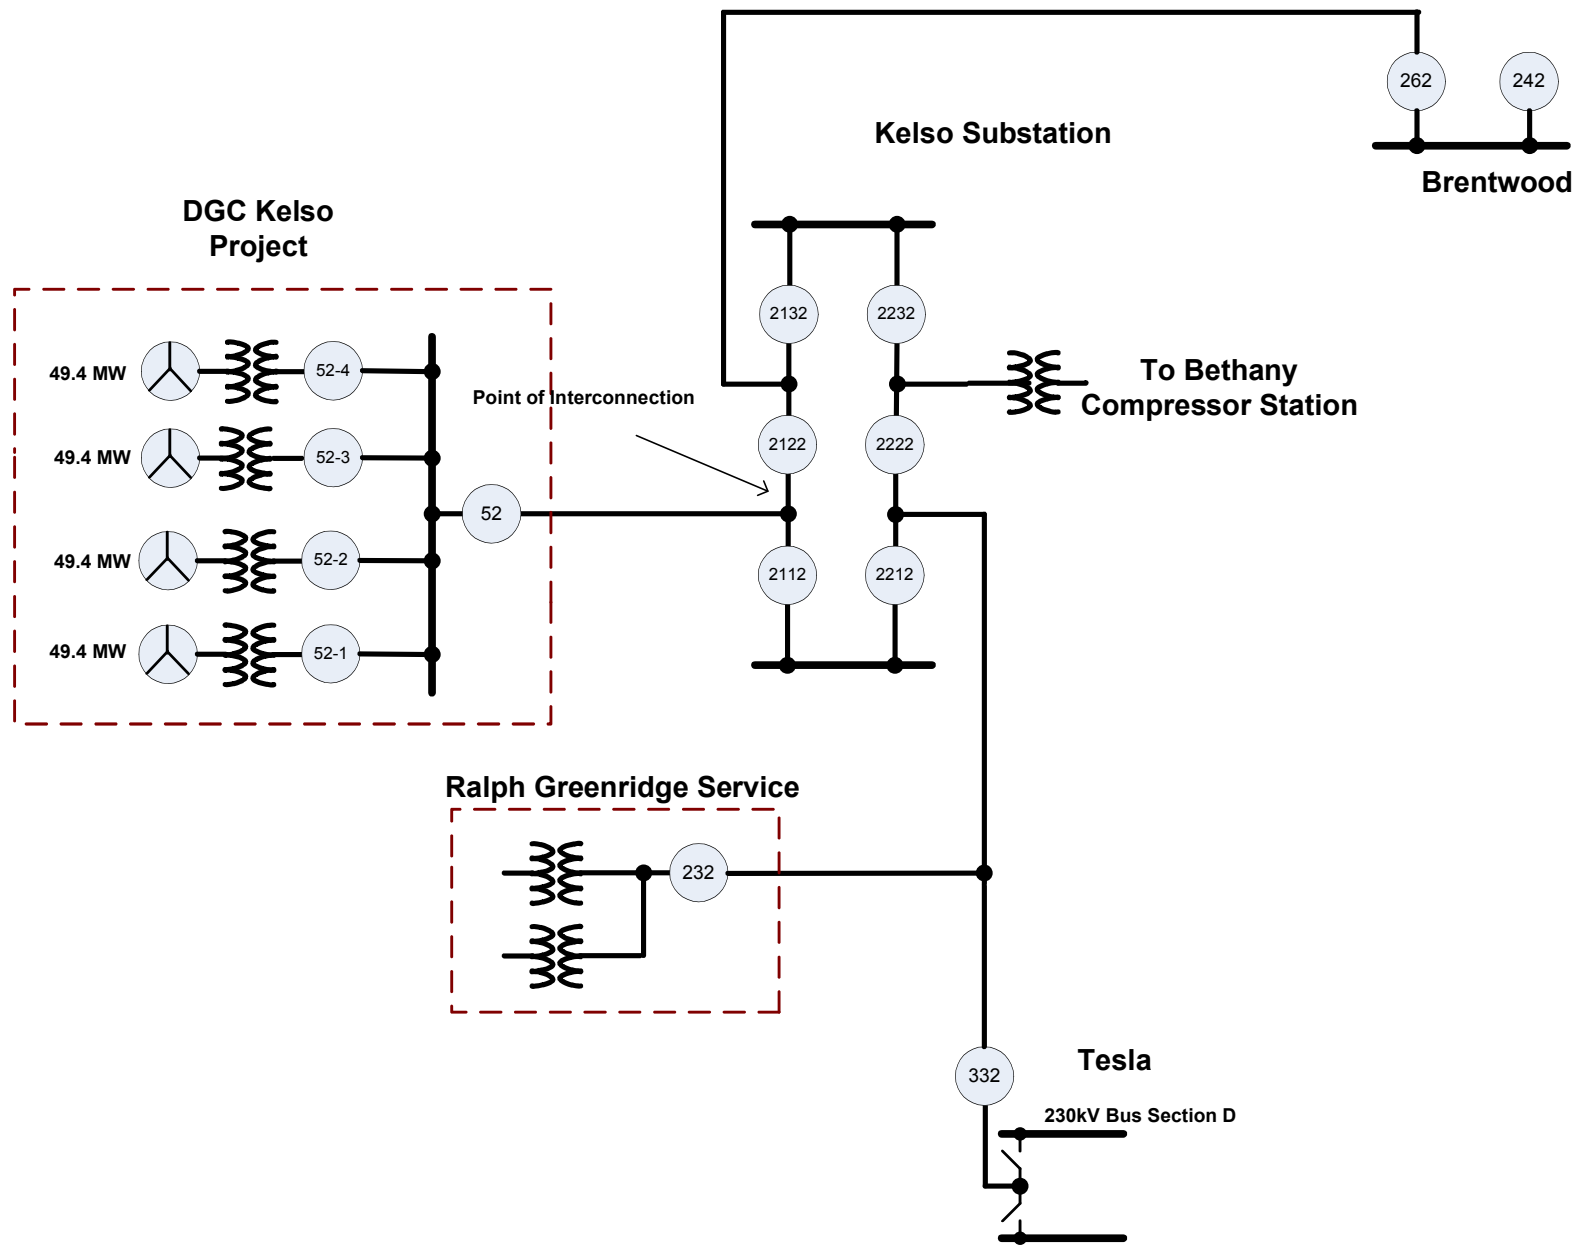 262
242
Kelso Substation
Brentwood
DGC Kelso
Project
2132
2232
49.4 MW
52-4
Point of Interconnection
To Bethany
Compressor Station
49.4 MW
52-3
2122
2222
52
49.4 MW
52-2
2112
2212
49.4 MW
52-1
Ralph Greenridge Service
232
332
Tesla
230kV Bus Section D